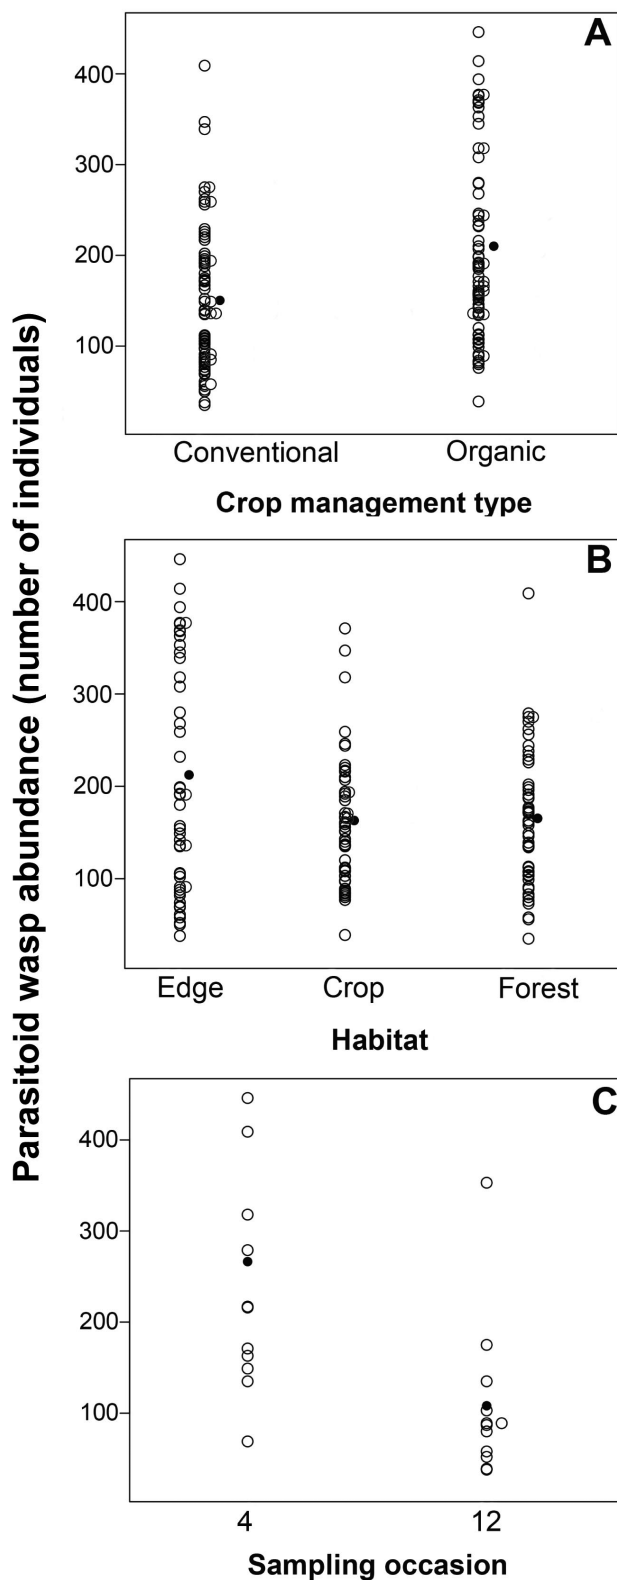 Parasitoid wasp abundance (number of individuals)
A
400
300
200
100
Conventional Organic
Crop management type
B
400
300
200
100
Edge Crop Forest
Habitat
C
400
300
200
100
4 12
Sampling occasion